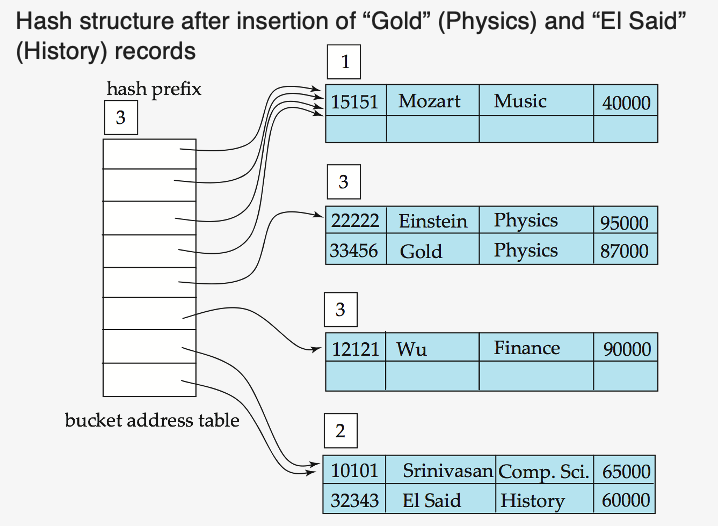 Hash structure after insertion of “Gold” (Physics) and “El Said”
(History) records
hash prefix
3
bucket address table
1
15151 Mozart Music 40000
3
22222 Einstein Physics 95000
33456 Gold Physics 87000
3
12121 Wu Finance 90000
2
10101 Srinivasan Comp. Sci. 65000
32343 El Said History 60000